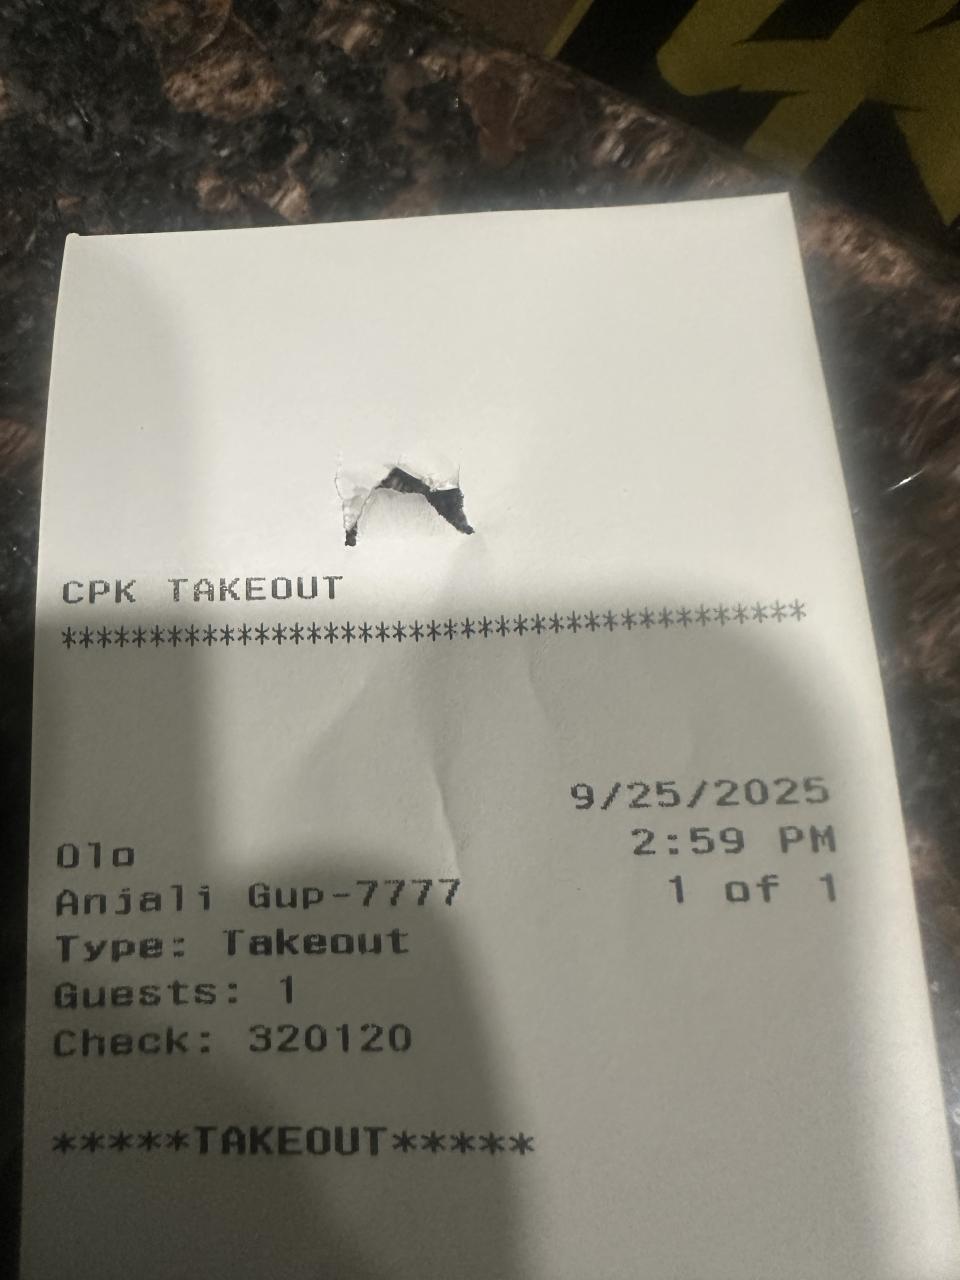 CPK TAKEOUT
*******************************************
9/25/2025
Olo 2:59 PM
Anjali Gup-7777 1 of 1
Type: Takeout
Guests: 1
Check: 320120
*****TAKEOUT*****